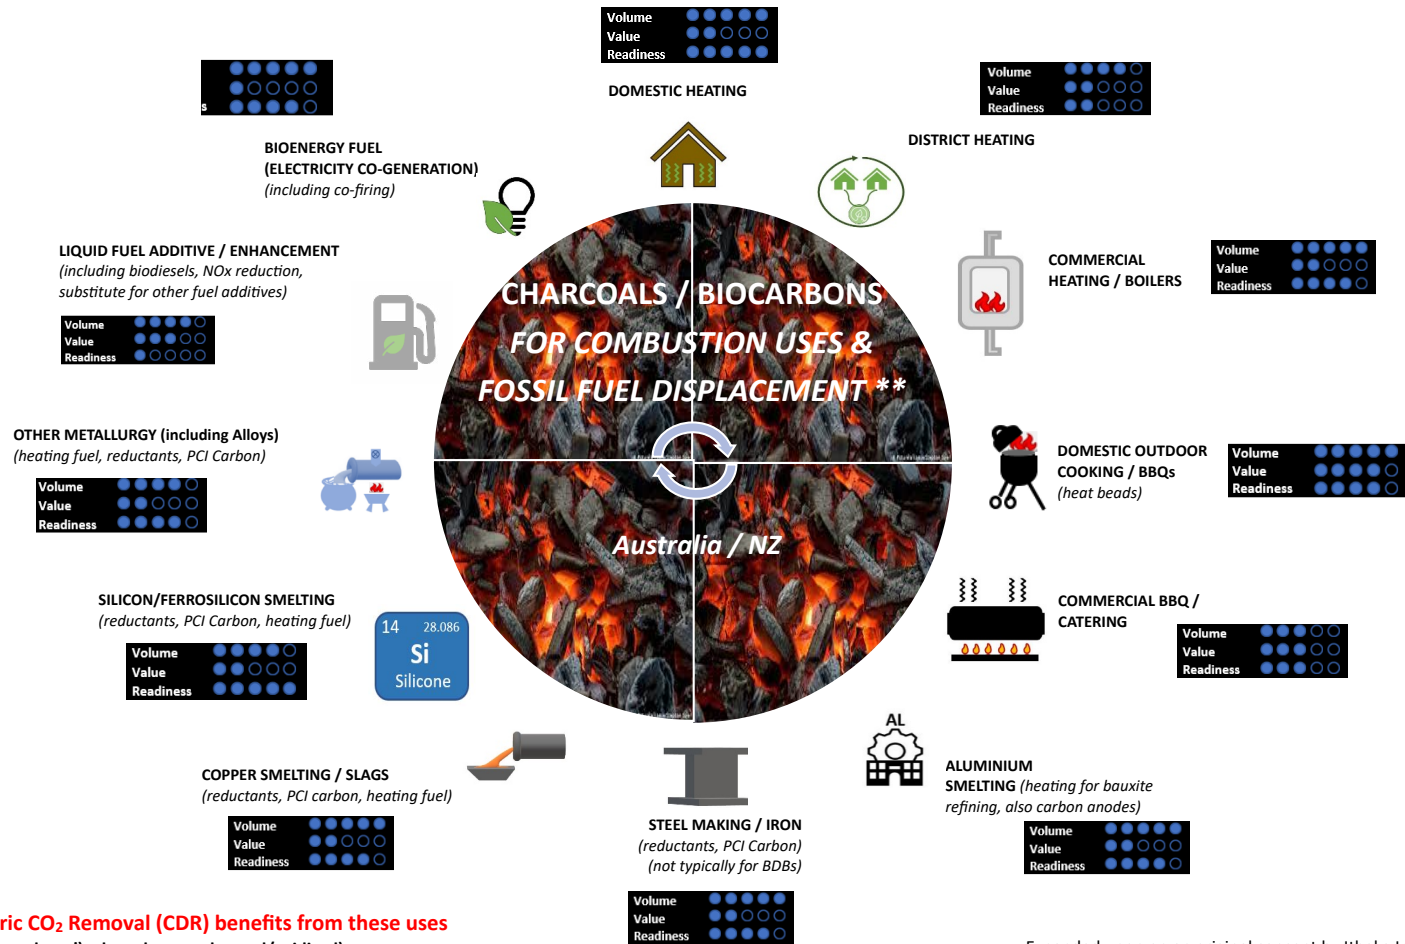 Volume
Value
Readiness
DOMESTIC HEATING
s
BIOENERGY FUEL
(ELECTRICITY CO-GENERATION)
(including co-firing)
Volume
Value
Readiness
DISTRICT HEATING
LIQUID FUEL ADDITIVE / ENHANCEMENT
(including biodiesels, NOx reduction,
substitute for other fuel additives)
Volume
Value
Readiness
COMMERCIAL
HEATING / BOILERS
Volume
Value
Readiness
CHARCOALS / BIOCARBONS
FOR COMBUSTION USES &
FOSSIL FUEL DISPLACEMENT **
Australia / NZ
OTHER METALLURGY (including Alloys)
(heating fuel, reductants, PCI Carbon)
Volume
Value
Readiness
DOMESTIC OUTDOOR
COOKING / BBQs
(heat beads)
Volume
Value
Readiness
SILICON/FERROSILICON SMELTING
(reductants, PCI Carbon, heating fuel)
Volume
Value
Readiness
14 28.086
Si
Silicone
COMMERCIAL BBQ /
CATERING
Volume
Value
Readiness
COPPER SMELTING / SLAGS
(reductants, PCI carbon, heating fuel)
Volume
Value
Readiness
STEEL MAKING / IRON
(reductants, PCI Carbon)
(not typically for BDBs)
Volume
Value
Readiness
AL
ALUMINIUM
SMELTING (heating for bauxite
refining, also carbon anodes)
Volume
Value
Readiness
ric CO₂ Removal (CDR) benefits from these uses